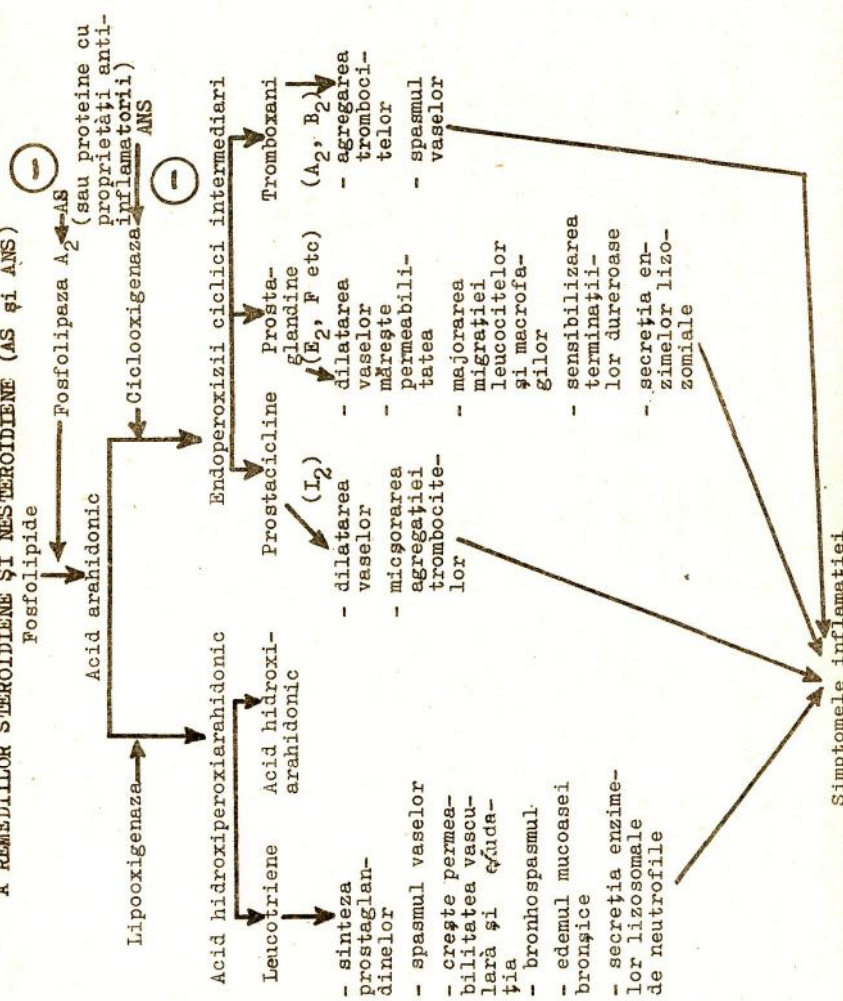 A REMEDIILOR STEROIDIENE ŞI NESTEROIDIENE (AS şi ANS)
Fosfolipide
Fosfolipaza A2
AS
(sau proteine cu
proprietăţi anti-
inflamatorii)
Acid arahidonic
Lipooxigenaza
Ciclooxigenaza
ANS
Acid hidroxiperoxiarahidonic
Endoperoxizii ciclici intermediari
Leucotriene
Acid hidroxi-
arahidonic
Prostacicline
(I2)
Prosta-
glandine
(E2, F etc)
Tromboxani
(A2, B2)
- sinteza
prostaglan-
dinelor
- spasmul vaselor
- creşte permea-
bilitatea vascu-
lară şi exuda-
ţia
- bronhospasmul
- edemul mucoasei
bronşice
- secreţia enzime-
lor lizosomale
de neutrofile
- dilatarea
vaselor
- micşorarea
agregaţiei
trombocite-
lor
- dilatarea
vaselor
- măreşte
permeabili-
tatea
- majorarea
migraţiei
leucocitelor
şi macrofa-
gilor
- sensibilizarea
terminaţii-
lor dureroase
- secreţia en-
zimelor lizo-
zomiale
- agregarea
tromboci-
telor
- spasmul
vaselor
Simptomele inflamaţiei